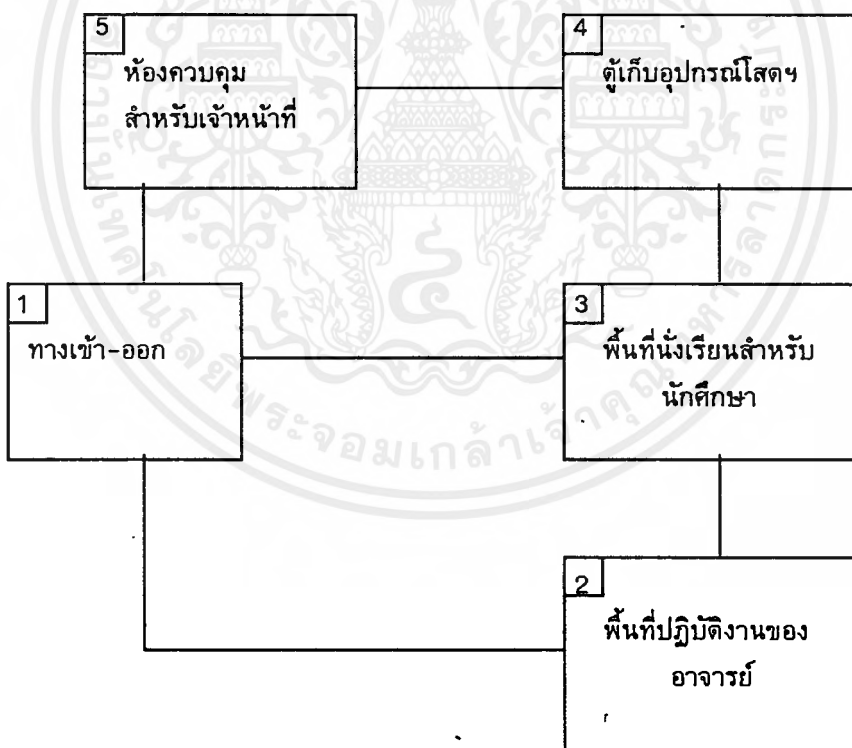 5
ห้องควบคุม
สำหรับเจ้าหน้าที่
4
ตู้เก็บอุปกรณ์โสตฯ
1
ทางเข้า-ออก
3
พื้นที่นั่งเรียนสำหรับ
นักศึกษา
2
พื้นที่ปฏิบัติงานของ
อาจารย์